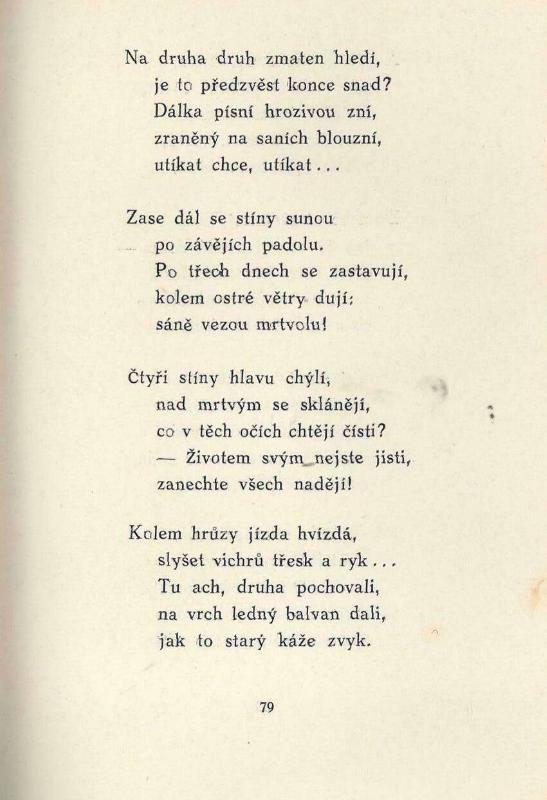 Na druha druh zmaten hledí,
je to předzvěst konce snad?
Dálka písní hrozivou zní,
zraněný na saních blouzní,
utíkat chce, utíkat...
Zase dál se stíny sunou
po závějích padolu.
Po třech dnech se zastavují,
kolem ostré větry dují:
sáně vezou mrtvolu!
Čtyři stíny hlavu chýlí,
nad mrtvým se sklánějí,
co v těch očích chtějí čísti?
— Životem svým nejste jisti,
zanechte všech nadějí!
Kolem hrůzy jízda hvízdá,
slyšet vichrů třesk a ryk...
Tu ach, druha pochovali,
na vrch ledný balvan dali,
jak to starý káže zvyk.
79